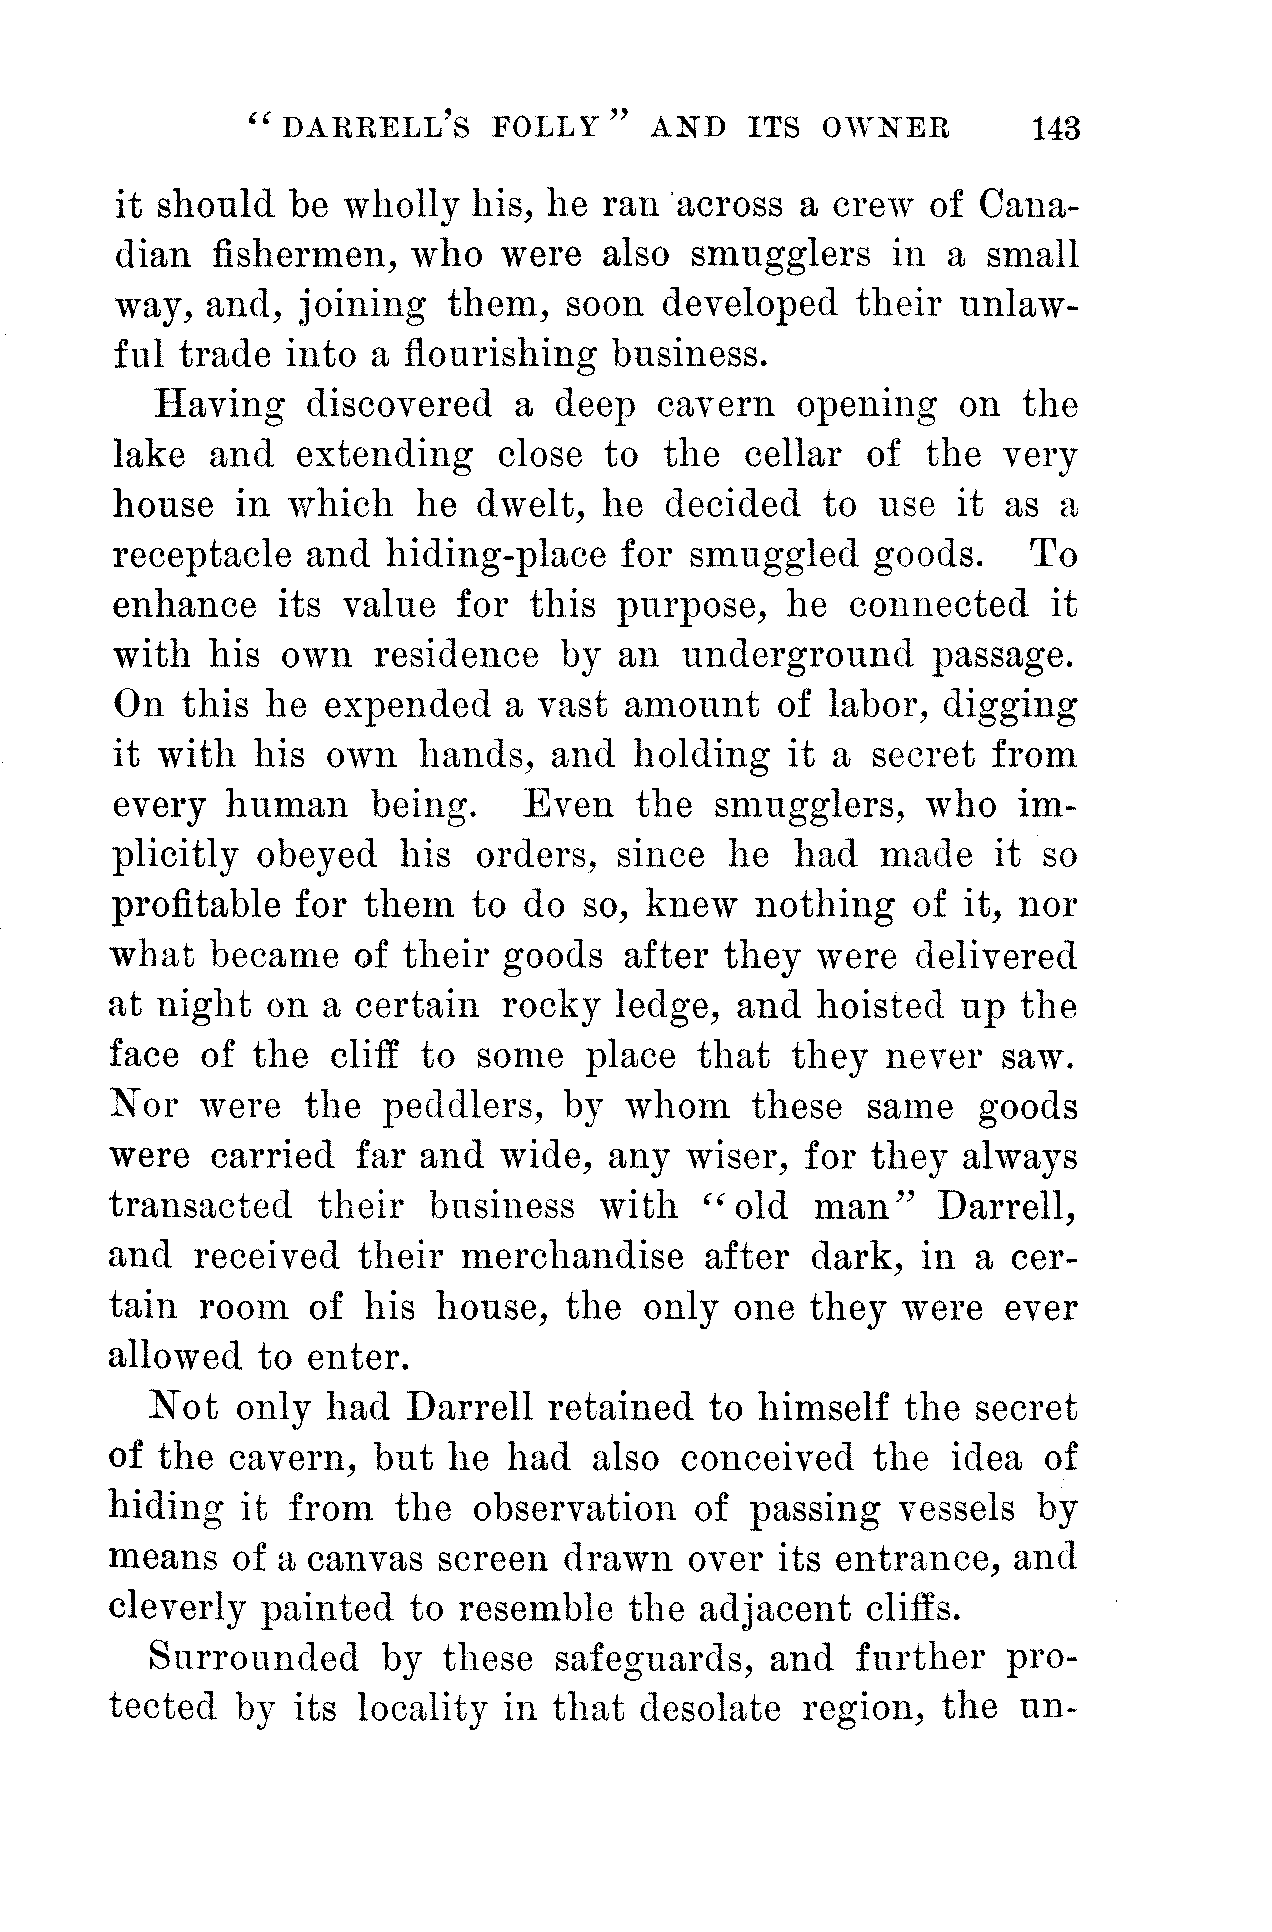 "DARRELL'S FOLLY" AND ITS OWNER 143
it should be wholly his, he ran across a crew of Cana-
dian fishermen, who were also smugglers in a small
way, and, joining them, soon developed their unlaw-
ful trade into a flourishing business.
Having discovered a deep cavern opening on the
lake and extending close to the cellar of the very
house in which he dwelt, he decided to use it as a
receptacle and hiding-place for smuggled goods. To
enhance its value for this purpose, he connected it
with his own residence by an underground passage.
On this he expended a vast amount of labor, digging
it with his own hands, and holding it a secret from
every human being. Even the smugglers, who im-
plicitly obeyed his orders, since he had made it so
profitable for them to do so, knew nothing of it, nor
what became of their goods after they were delivered
at night on a certain rocky ledge, and hoisted up the
face of the cliff to some place that they never saw.
Nor were the peddlers, by whom these same goods
were carried far and wide, any wiser, for they always
transacted their business with "old man" Darrell,
and received their merchandise after dark, in a cer-
tain room of his house, the only one they were ever
allowed to enter.
Not only had Darrell retained to himself the secret
of the cavern, but he had also conceived the idea of
hiding it from the observation of passing vessels by
means of a canvas screen drawn over its entrance, and
cleverly painted to resemble the adjacent cliffs.
Surrounded by these safeguards, and further pro-
tected by its locality in that desolate region, the un-